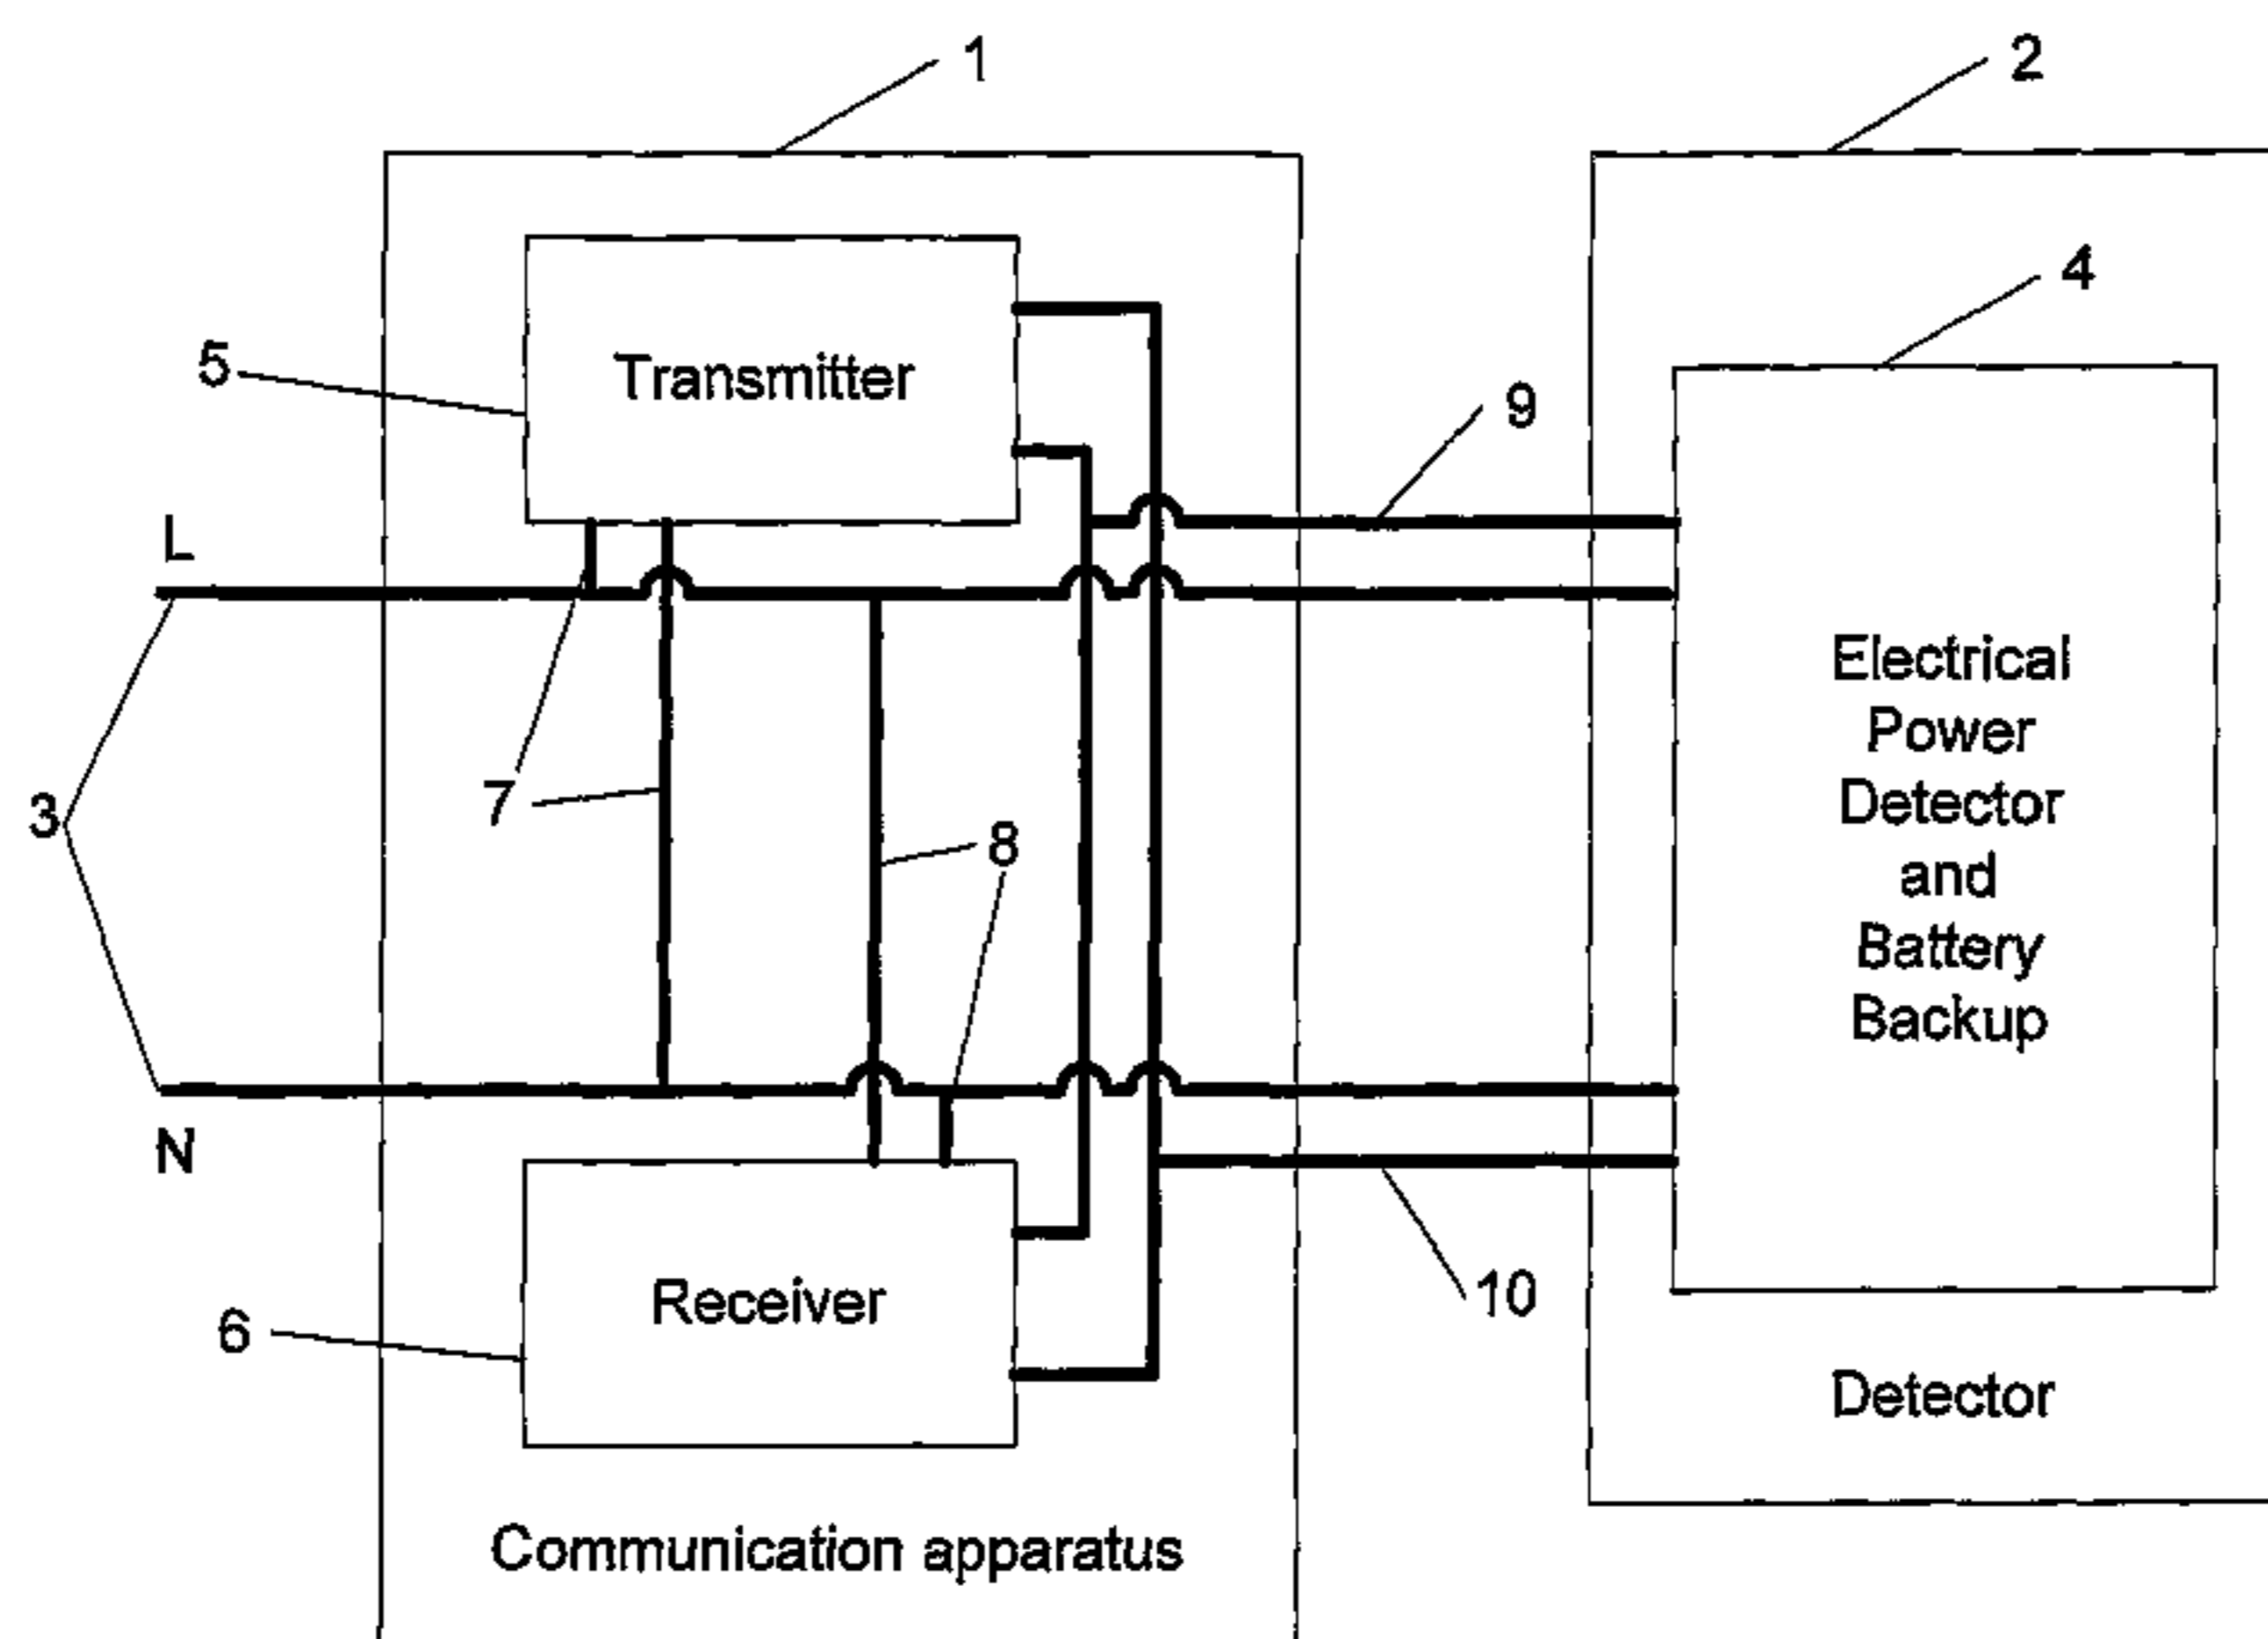 1
2
4
5
Transmitter
9
L
Electrical
Power
Detector
and
Battery
Backup
3
7
8
N
10
6
Receiver
Detector
Communication apparatus